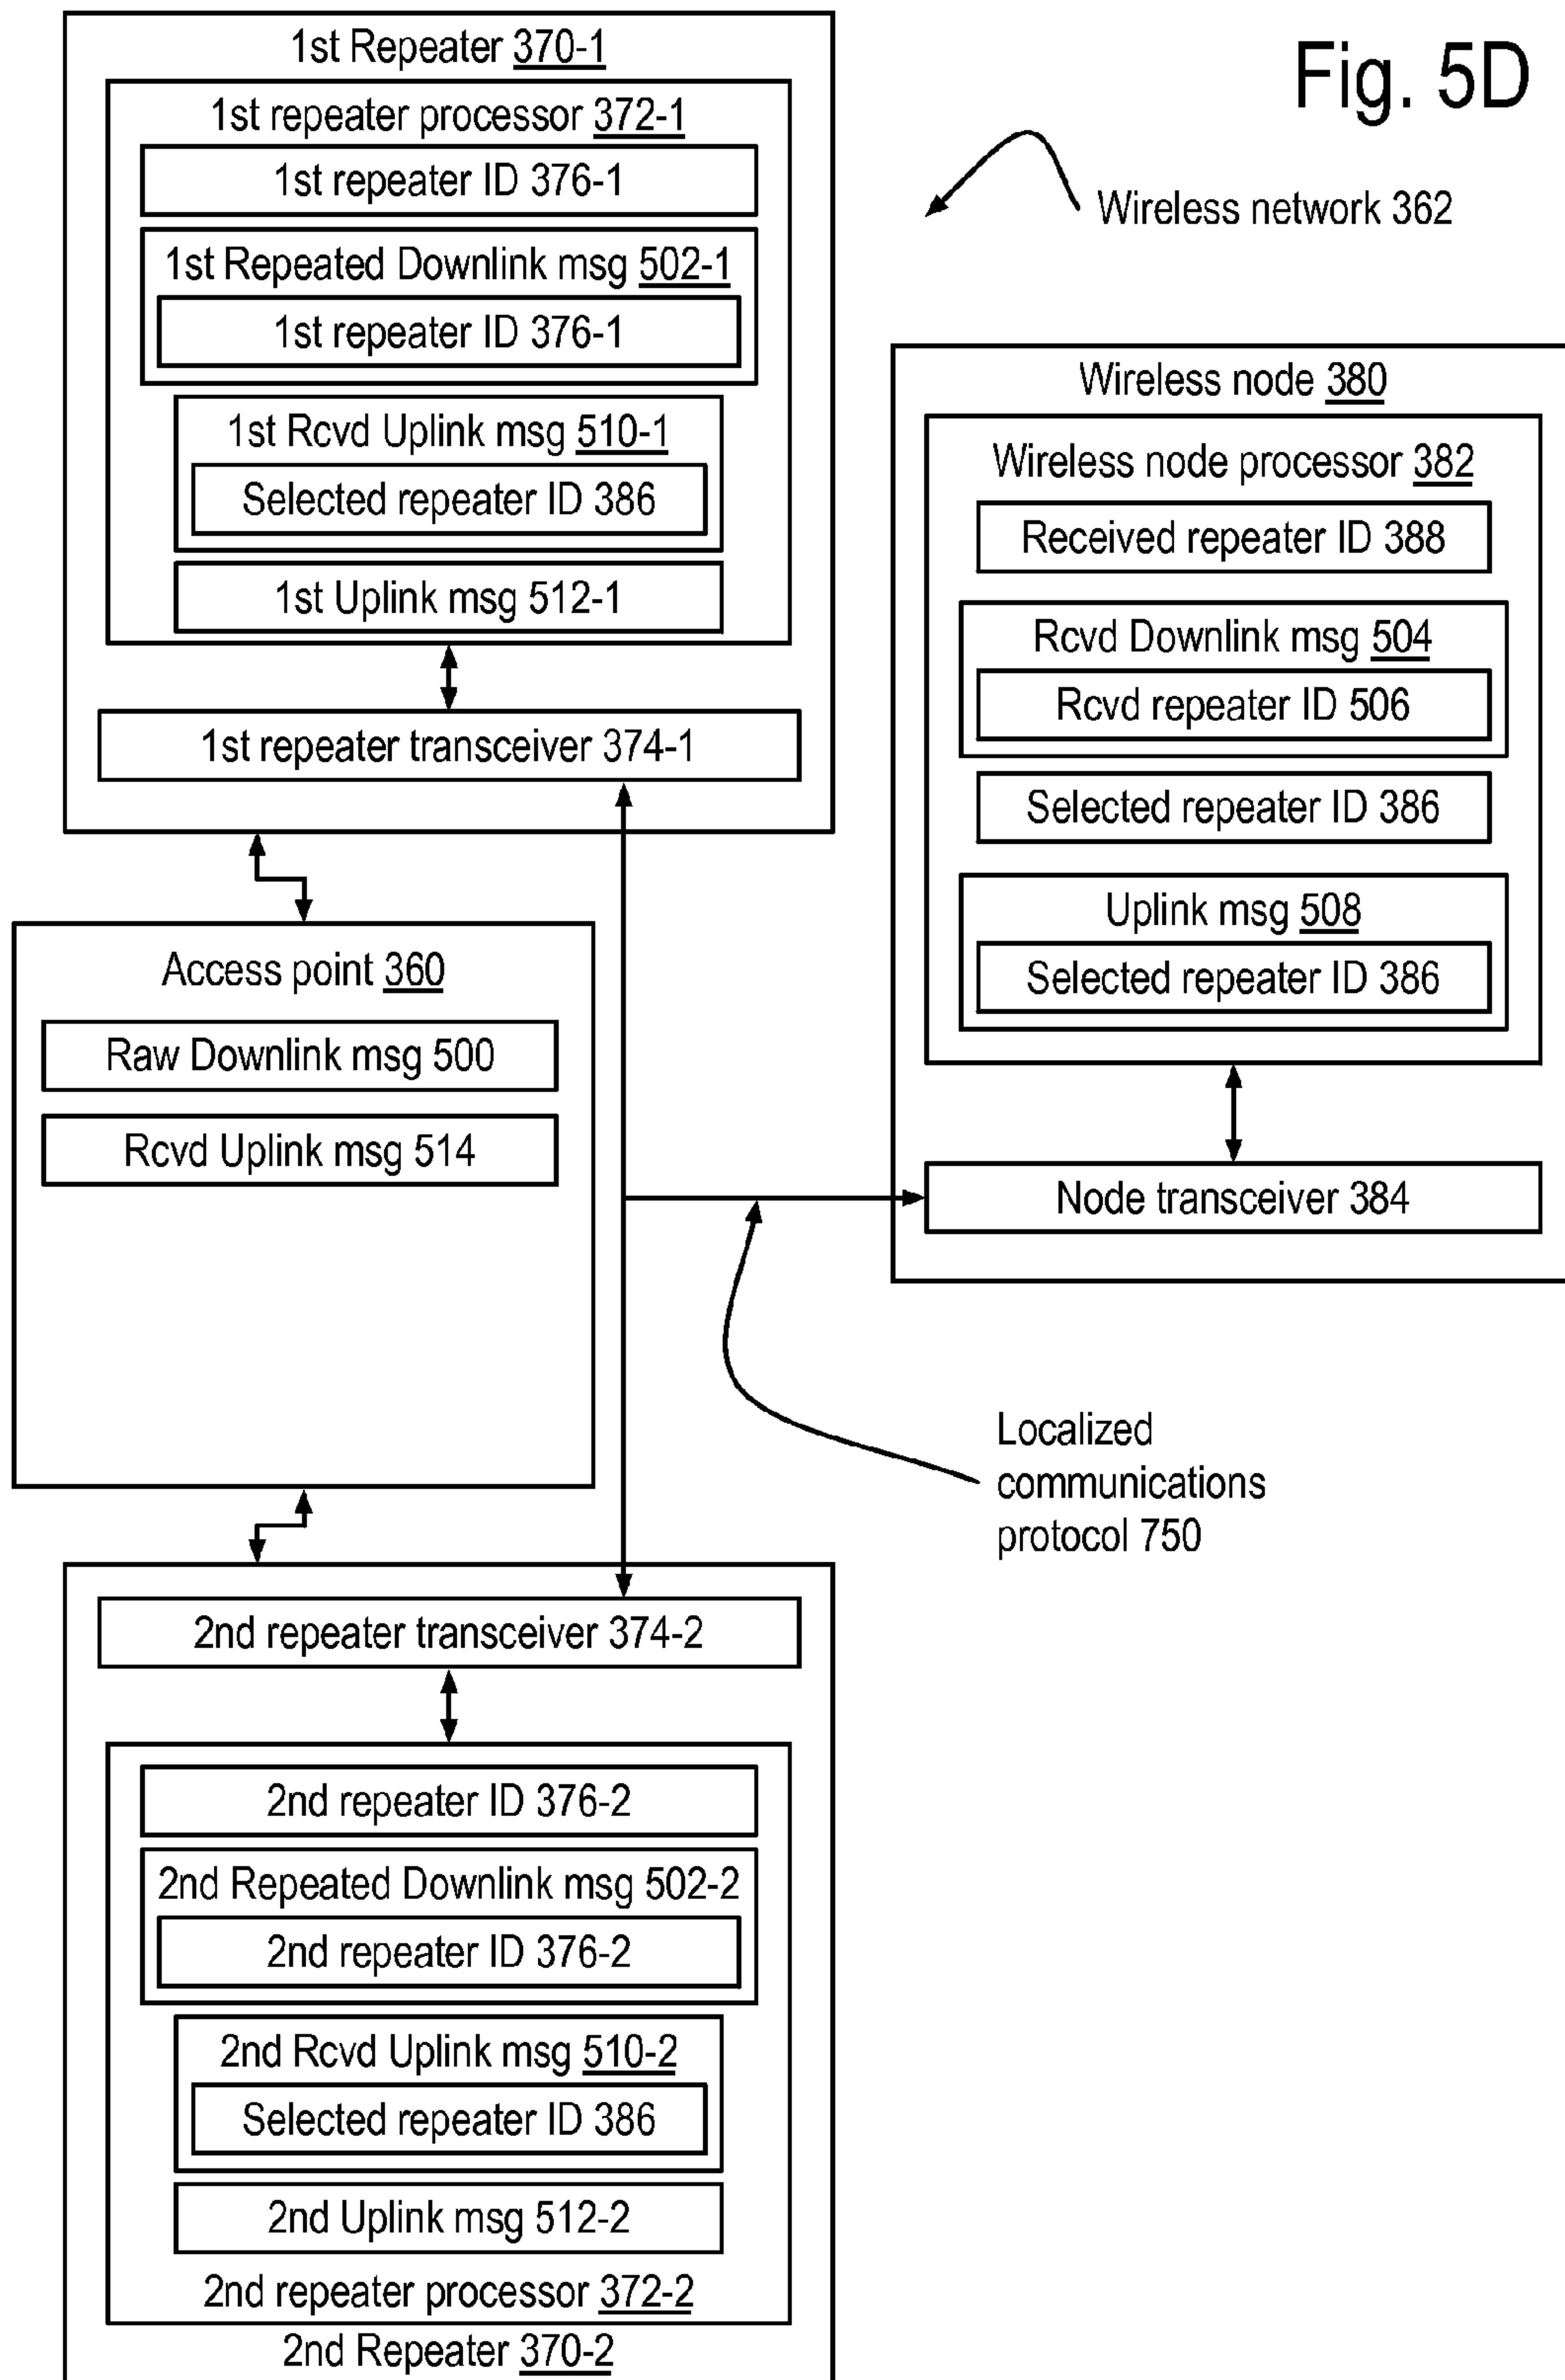 Fig. 5D
1st Repeater 370-1
1st repeater processor 372-1
1st repeater ID 376-1
1st Repeated Downlink msg 502-1
1st repeater ID 376-1
1st Rcvd Uplink msg 510-1
Selected repeater ID 386
1st Uplink msg 512-1
1st repeater transceiver 374-1
Wireless network 362
Wireless node 380
Wireless node processor 382
Received repeater ID 388
Rcvd Downlink msg 504
Rcvd repeater ID 506
Selected repeater ID 386
Uplink msg 508
Selected repeater ID 386
Node transceiver 384
Access point 360
Raw Downlink msg 500
Rcvd Uplink msg 514
Localized
communications
protocol 750
2nd repeater transceiver 374-2
2nd repeater ID 376-2
2nd Repeated Downlink msg 502-2
2nd repeater ID 376-2
2nd Rcvd Uplink msg 510-2
Selected repeater ID 386
2nd Uplink msg 512-2
2nd repeater processor 372-2
2nd Repeater 370-2